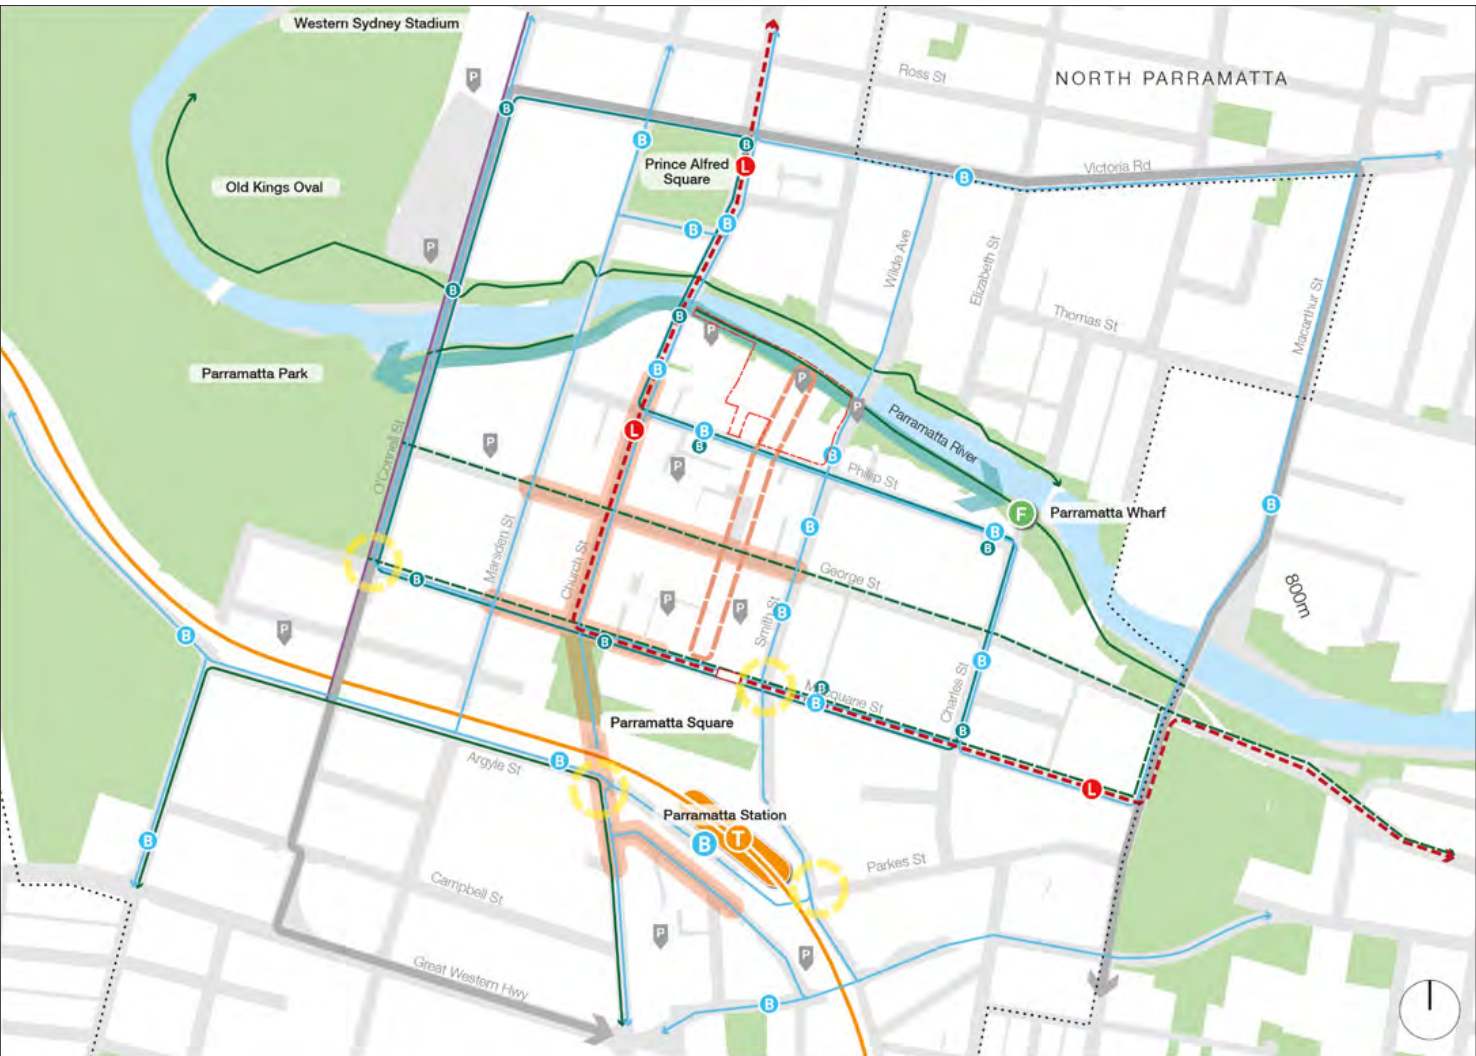 Western Sydney Stadium
P
Ross St
NORTH PARRAMATTA
B
B
B
Prince Alfred
Square
L
Victoria Rd
B
Old Kings Oval
B
B
P
Wilde Ave
Elizabeth St
B
Macarthur St
Thomas St
B
P
Parramatta Park
B
P
P
Parramatta River
O'Connell St
L
B
B
P
P
B
Phillip St
F
Parramatta Wharf
B
B
B
B
Marsden St
Church St
George St
B
800m
P
P
Smith St
B
P
B
B
B
Charles St
B
Macquarie St
B
B
Parramatta Square
Argyle St
B
L
Parramatta Station
B
T
B
Parkes St
Campbell St
P
P
Great Western Hwy
B